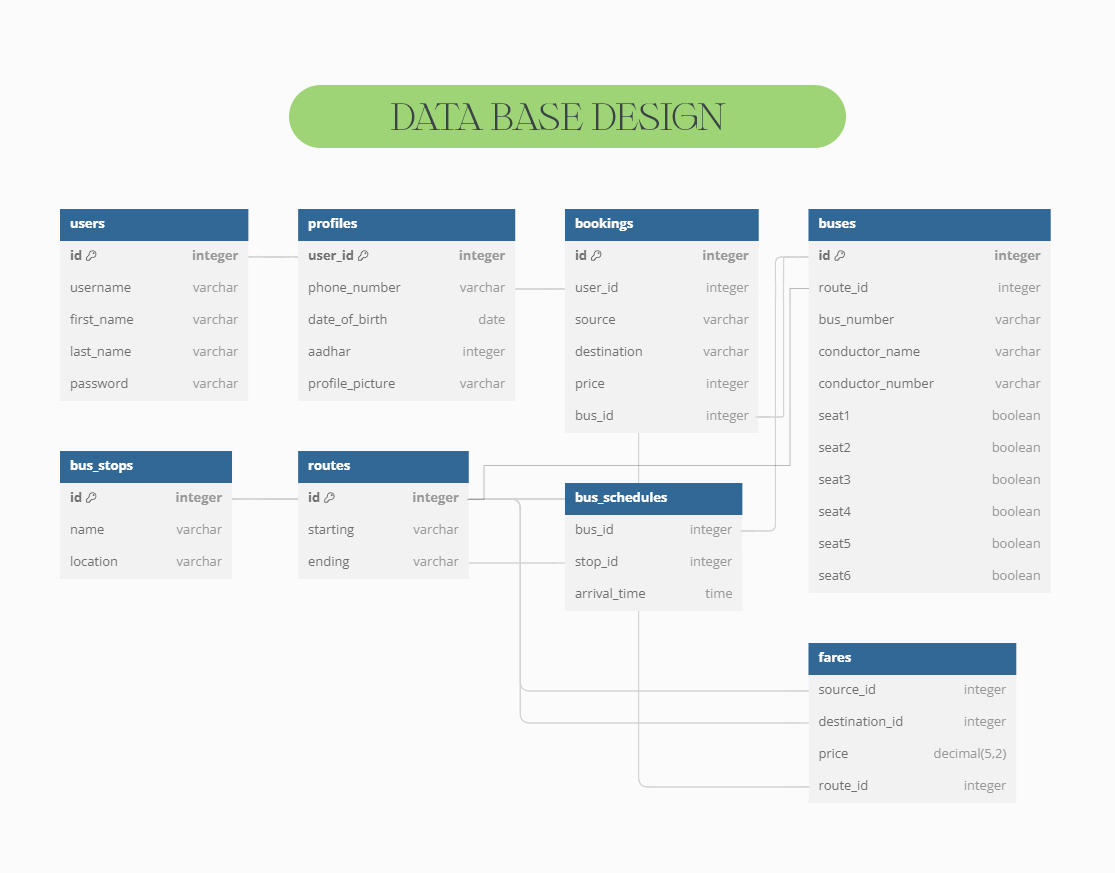 DATA BASE DESIGN
users
id integer
username varchar
first_name varchar
last_name varchar
password varchar
profiles
user_id integer
phone_number varchar
date_of_birth date
aadhar integer
profile_picture varchar
bookings
id integer
user_id integer
source varchar
destination varchar
price integer
bus_id integer
buses
id integer
route_id integer
bus_number varchar
conductor_name varchar
conductor_number varchar
seat1 boolean
seat2 boolean
seat3 boolean
seat4 boolean
seat5 boolean
seat6 boolean
bus_stops
id integer
name varchar
location varchar
routes
id integer
starting varchar
ending varchar
bus_schedules
bus_id integer
stop_id integer
arrival_time time
fares
source_id integer
destination_id integer
price decimal(5,2)
route_id integer